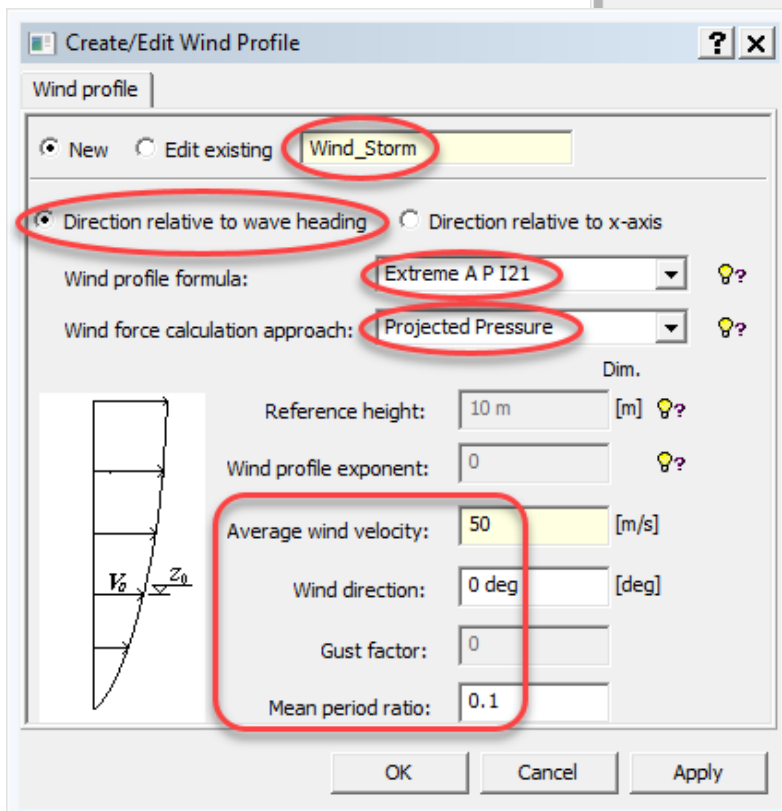 Create/Edit Wind Profile
Wind profile
New Edit existing Wind_Storm
Direction relative to wave heading Direction relative to x-axis
Wind profile formula: Extreme A P I21
Wind force calculation approach: Projected Pressure
Dim.
Reference height: 10 m [m]
Wind profile exponent: 0
Average wind velocity: 50 [m/s]
V₀ z₀
Wind direction: 0 deg [deg]
Gust factor: 0
Mean period ratio: 0.1
OK Cancel Apply